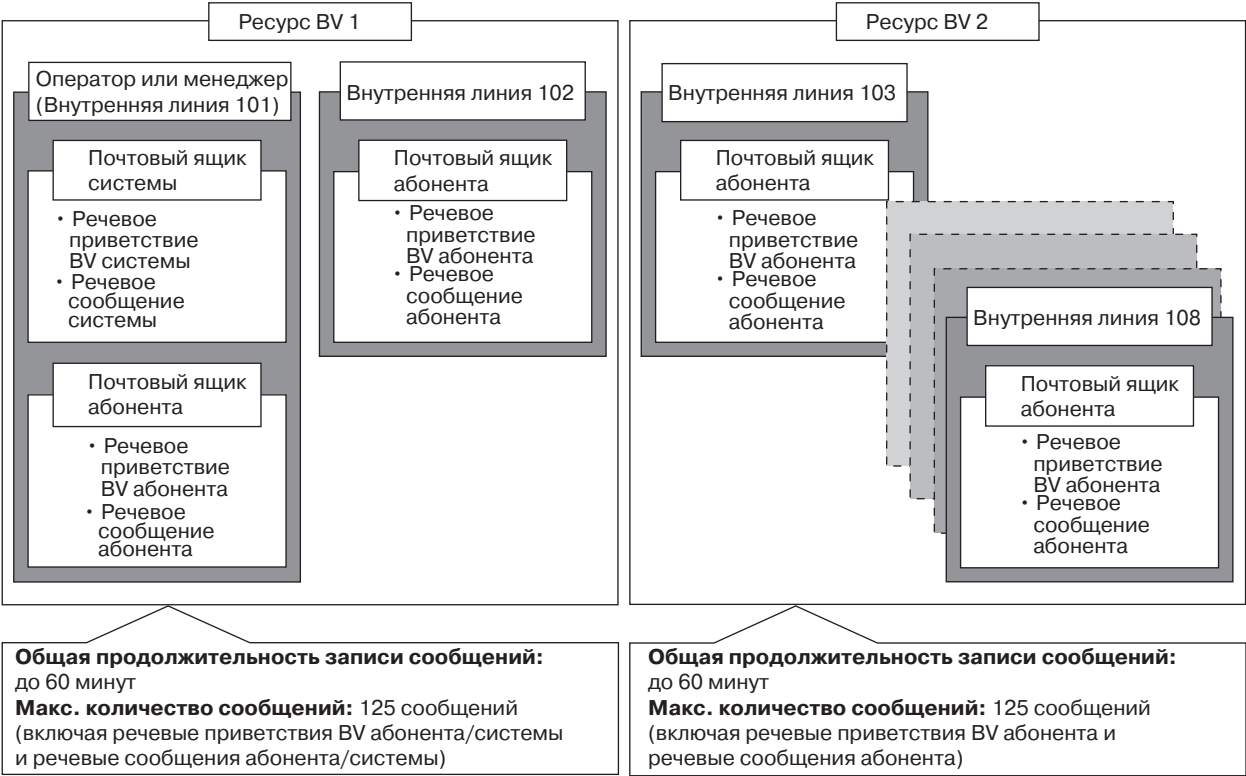 Ресурс BV 1
Оператор или менеджер
(Внутренняя линия 101)
Почтовый ящик
системы
• Речевое
приветствие
BV системы
• Речевое
сообщение
системы
Почтовый ящик
абонента
• Речевое
приветствие
BV абонента
• Речевое
сообщение
абонента
Внутренняя линия 102
Почтовый ящик
абонента
• Речевое
приветствие
BV абонента
• Речевое
сообщение
абонента
Общая продолжительность записи сообщений:
до 60 минут
Макс. количество сообщений: 125 сообщений
(включая речевые приветствия BV абонента/системы
и речевые сообщения абонента/системы)
Ресурс BV 2
Внутренняя линия 103
Почтовый ящик
абонента
• Речевое
приветствие
BV абонента
• Речевое
сообщение
абонента
Внутренняя линия 108
Почтовый ящик
абонента
• Речевое
приветствие
BV абонента
• Речевое
сообщение
абонента
Общая продолжительность записи сообщений:
до 60 минут
Макс. количество сообщений: 125 сообщений
(включая речевые приветствия BV абонента и
речевые сообщения абонента)